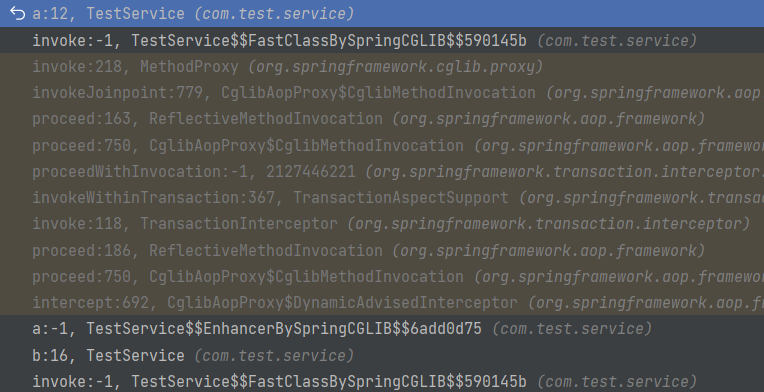 a:12, TestService (com.test.service)
invoke:-1, TestService$$FastClassBySpringCGLIB$$590145b (com.test.service)
invoke:218, MethodProxy (org.springframework.cglib.proxy)
invokeJoinpoint:779, CglibAopProxy$CglibMethodInvocation (org.springframework.aop
proceed:163, ReflectiveMethodInvocation (org.springframework.aop.framework)
proceed:750, CglibAopProxy$CglibMethodInvocation (org.springframework.aop.framewo
proceedWithInvocation:-1, 2127446221 (org.springframework.transaction.interceptor.
invokeWithinTransaction:367, TransactionAspectSupport (org.springframework.transac
invoke:118, TransactionInterceptor (org.springframework.transaction.interceptor)
proceed:186, ReflectiveMethodInvocation (org.springframework.aop.framework)
proceed:750, CglibAopProxy$CglibMethodInvocation (org.springframework.aop.framewo
intercept:692, CglibAopProxy$DynamicAdvisedInterceptor (org.springframework.aop.f
a:-1, TestService$$EnhancerBySpringCGLIB$$6add0d75 (com.test.service)
b:16, TestService (com.test.service)
invoke:-1, TestService$$FastClassBySpringCGLIB$$590145b (com.test.service)